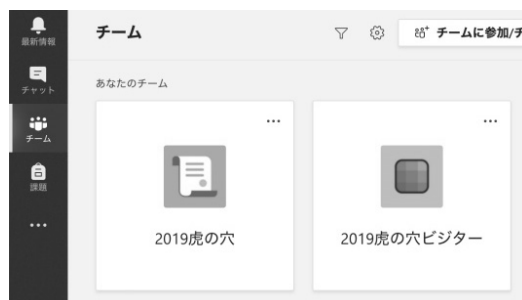 最新情報
チャット
チーム
課題
チーム
チームに参加/チ
あなたのチーム
2019虎の穴
2019虎の穴ビジター